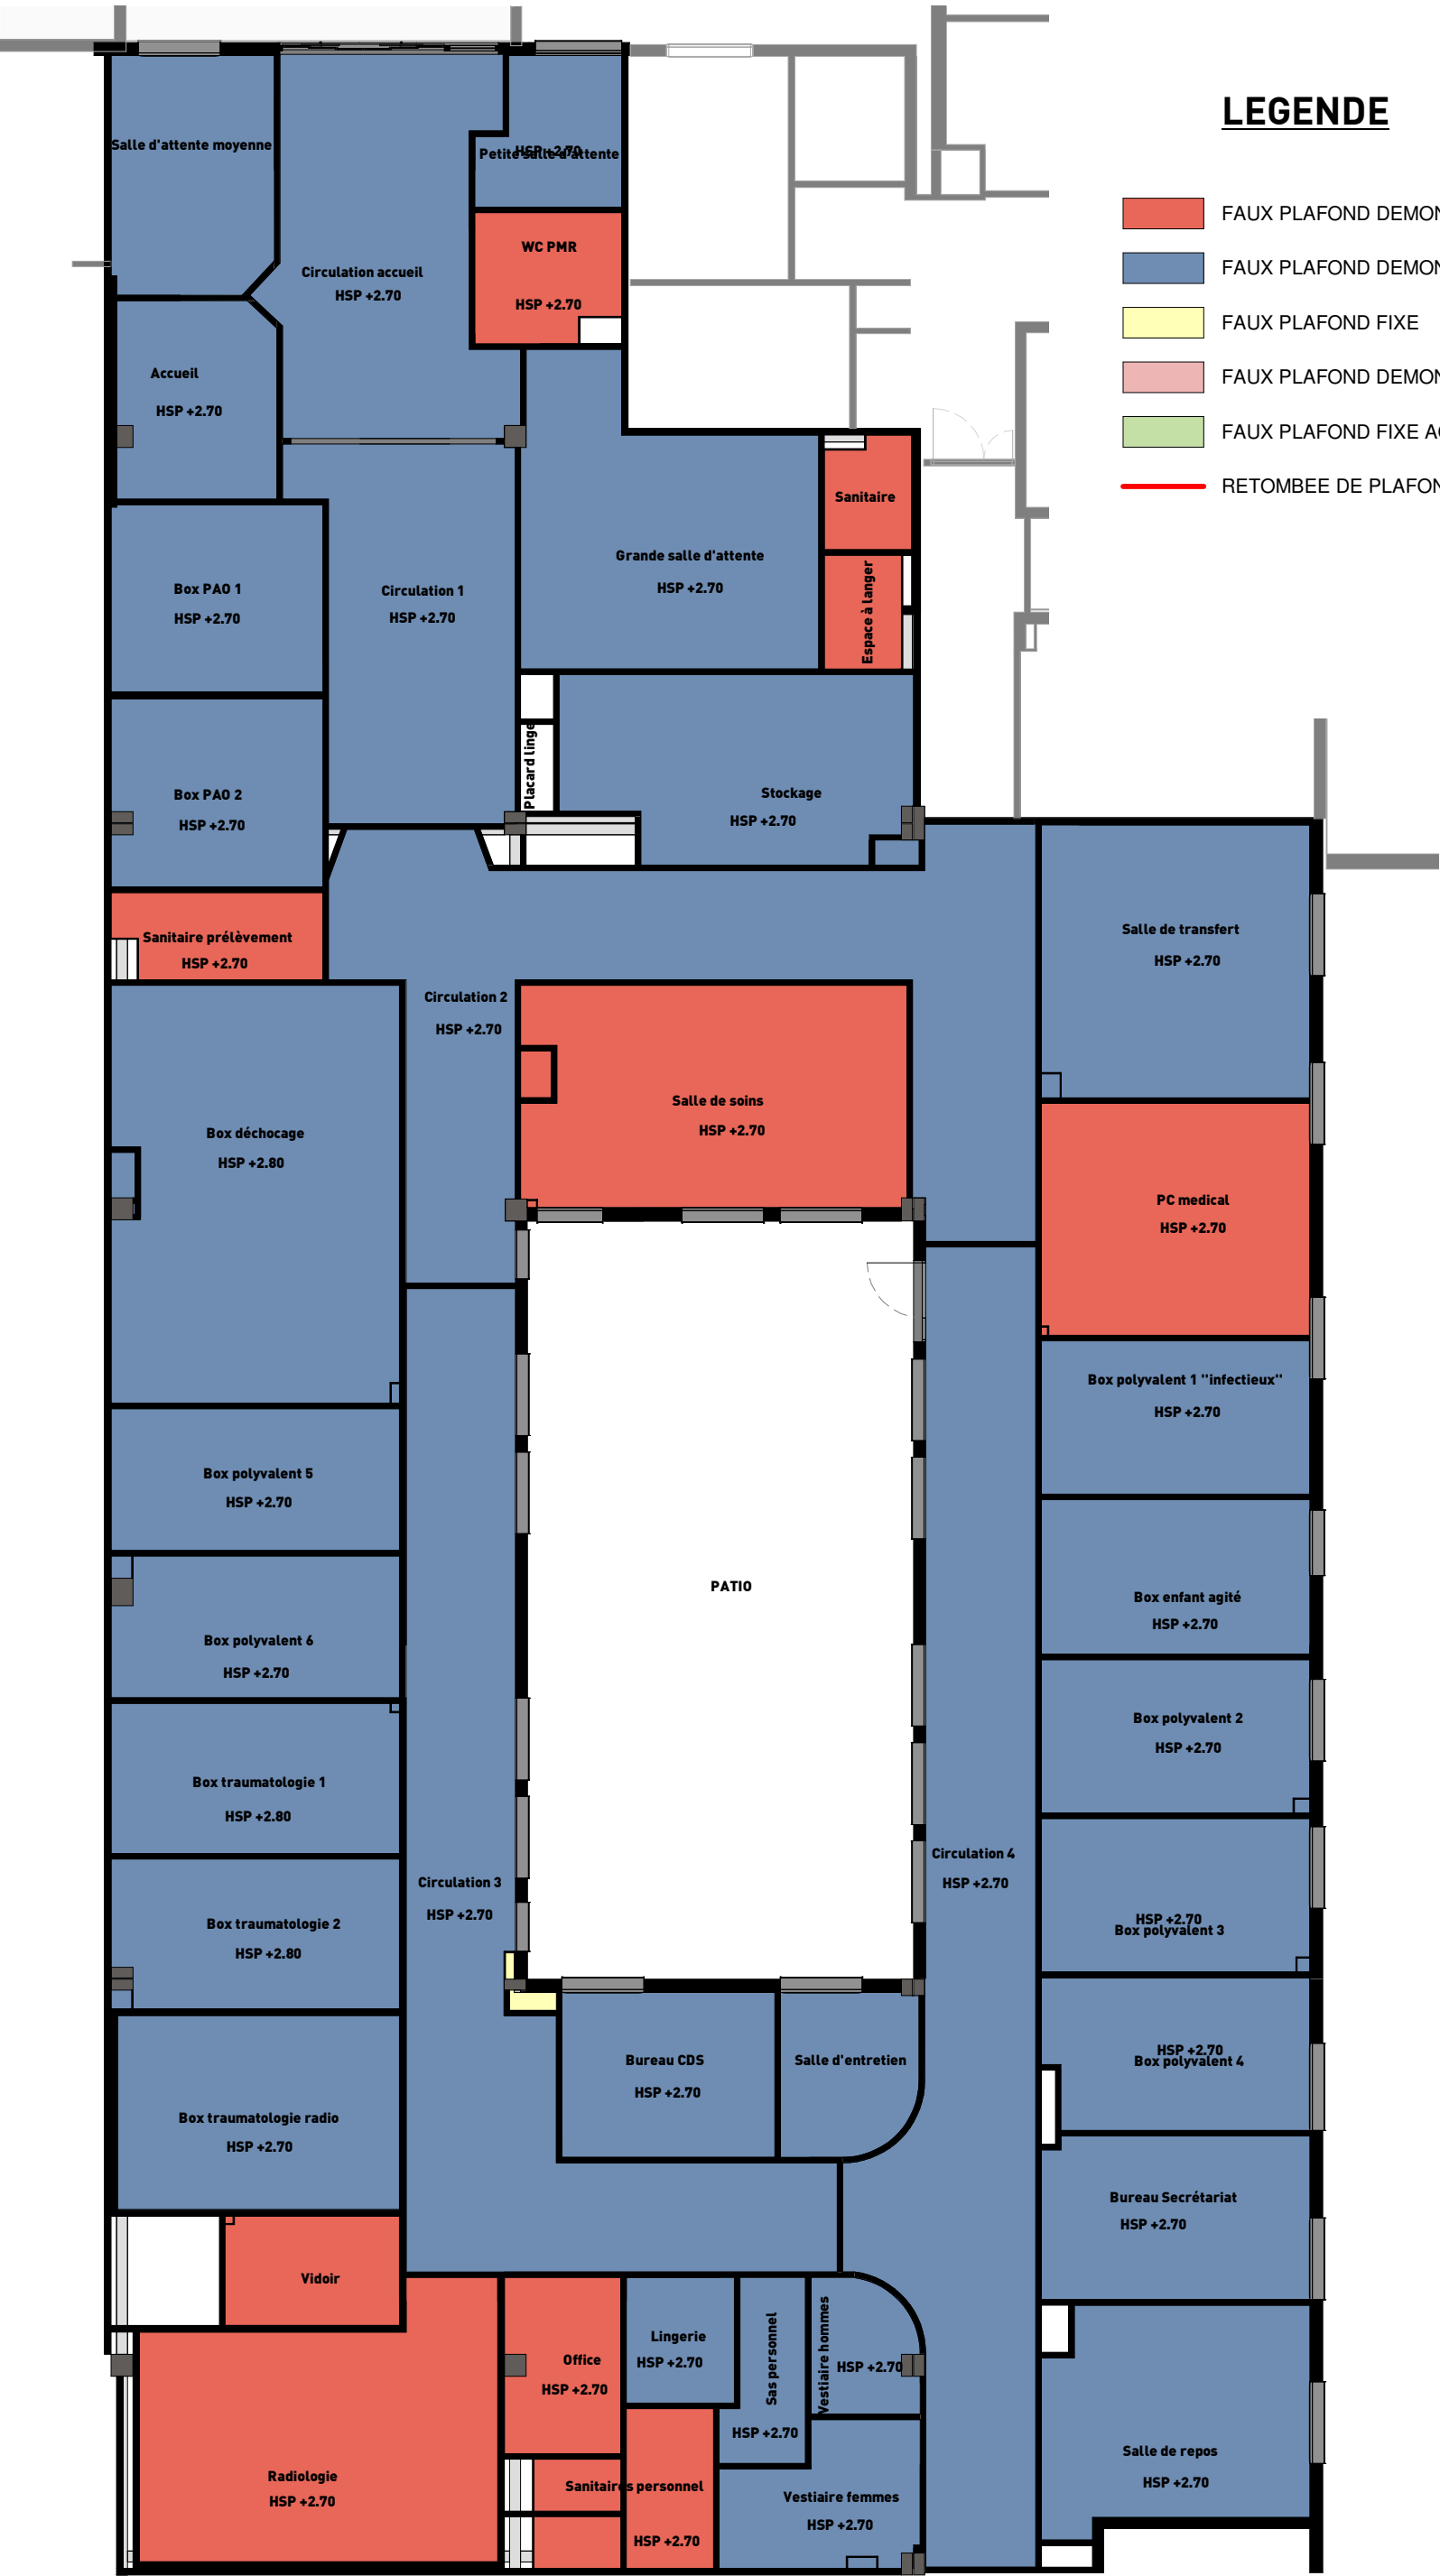 LEGENDE
FAUX PLAFOND
FAUX PLAFOND
FAUX PLAFOND FIXE
FAUX PLAFOND
FAUX PLAFOND FIXE
RETOMBEE DE
Salle d'attente moyenne
Petite salle d'attente
HSP +2.70
WC PMR
HSP +2.70
Circulation accueil
HSP +2.70
Accueil
HSP +2.70
Sanitaire
Grande salle d'attente
HSP +2.70
Espace à langer
Box PAO 1
HSP +2.70
Circulation 1
HSP +2.70
Placard linge
Stockage
HSP +2.70
Box PAO 2
HSP +2.70
Sanitaire prélèvement
HSP +2.70
Salle de transfert
HSP +2.70
Circulation 2
HSP +2.70
Salle de soins
HSP +2.70
Box déchocage
HSP +2.80
PC medical
HSP +2.70
Box polyvalent 1 "infectieux"
HSP +2.70
Box polyvalent 5
HSP +2.70
PATIO
Box enfant agité
HSP +2.70
Box polyvalent 6
HSP +2.70
Box polyvalent 2
HSP +2.70
Box traumatologie 1
HSP +2.80
Circulation 3
HSP +2.70
Circulation 4
HSP +2.70
Box traumatologie 2
HSP +2.80
HSP +2.70
Box polyvalent 3
Bureau CDS
HSP +2.70
Salle d'entretien
HSP +2.70
Box polyvalent 4
Box traumatologie radio
HSP +2.70
Bureau Secrétariat
HSP +2.70
Vidoir
Lingerie
HSP +2.70
Sas personnel
HSP +2.70
Vestiaire hommes
HSP +2.70
Office
HSP +2.70
Salle de repos
HSP +2.70
Radiologie
HSP +2.70
Sanitaires personnel
HSP +2.70
Vestiaire femmes
HSP +2.70